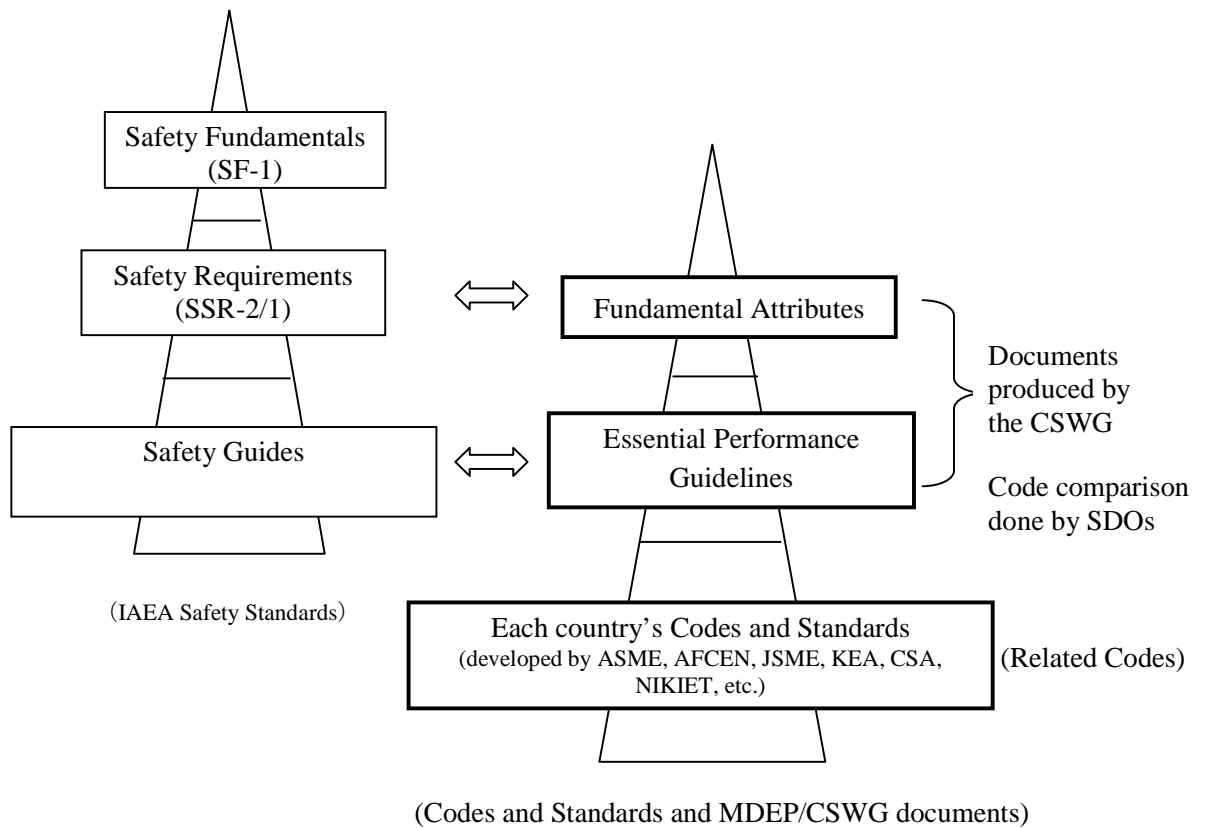 Safety Fundamentals
(SF-1)
Safety Requirements
(SSR-2/1)
Safety Guides
（IAEA Safety Standards）
Fundamental Attributes
Essential Performance
Guidelines
Each country’s Codes and Standards
(developed by ASME, AFCEN, JSME, KEA, CSA,
NIKIET, etc.)
(Related Codes)
Documents
produced by
the CSWG
Code comparison
done by SDOs
(Codes and Standards and MDEP/CSWG documents)